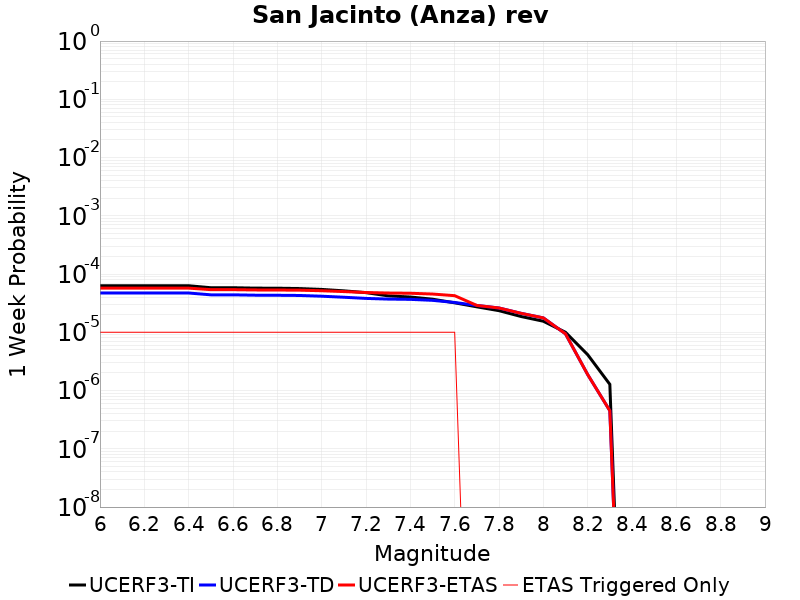 San Jacinto (Anza) rev
1 Week Probability
10^0
10^-1
10^-2
10^-3
10^-4
10^-5
10^-6
10^-7
10^-8
6 6.2 6.4 6.6 6.8 7 7.2 7.4 7.6 7.8 8 8.2 8.4 8.6 8.8 9
Magnitude
UCERF3-TI UCERF3-TD UCERF3-ETAS ETAS Triggered Only